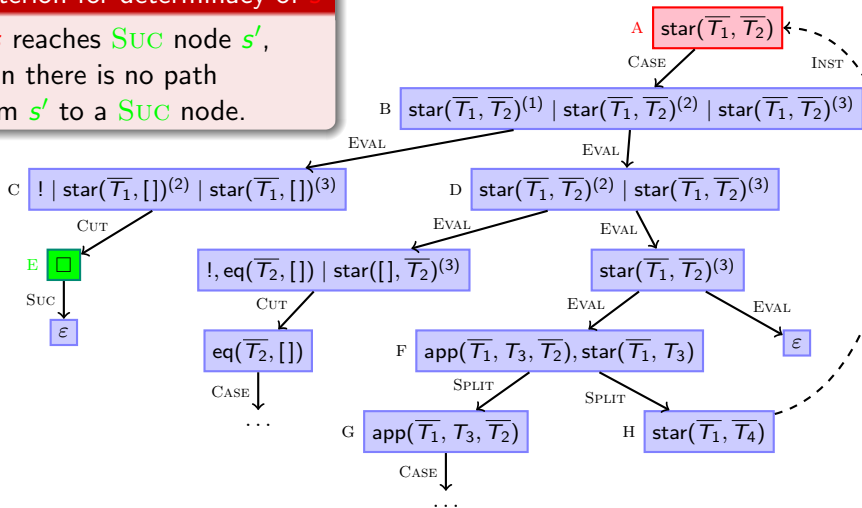 terion for determinacy of s
s reaches SUC node s′,
n there is no path
m s′ to a SUC node.
A star(T̅₁, T̅₂)
CASE INST
B star(T̅₁, T̅₂)⁽¹⁾ | star(T̅₁, T̅₂)⁽²⁾ | star(T̅₁, T̅₂)⁽³⁾
EVAL EVAL
C ! | star(T̅₁, [])⁽²⁾ | star(T̅₁, [])⁽³⁾ D star(T̅₁, T̅₂)⁽²⁾ | star(T̅₁, T̅₂)⁽³⁾
CUT EVAL EVAL
E □ !, eq(T̅₂, []) | star([], T̅₂)⁽³⁾ star(T̅₁, T̅₂)⁽³⁾
SUC CUT EVAL EVAL
ε eq(T̅₂, []) F app(T̅₁, T₃, T̅₂), star(T̅₁, T₃) ε
CASE SPLIT SPLIT
... G app(T̅₁, T₃, T̅₂) H star(T̅₁, T̅₄)
CASE
...